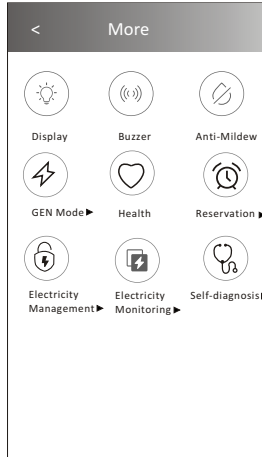 < More
Display Buzzer Anti-Mildew
GEN Mode► Health Reservation ►
Electricity Electricity Self-diagnosis►
Management► Monitoring ►